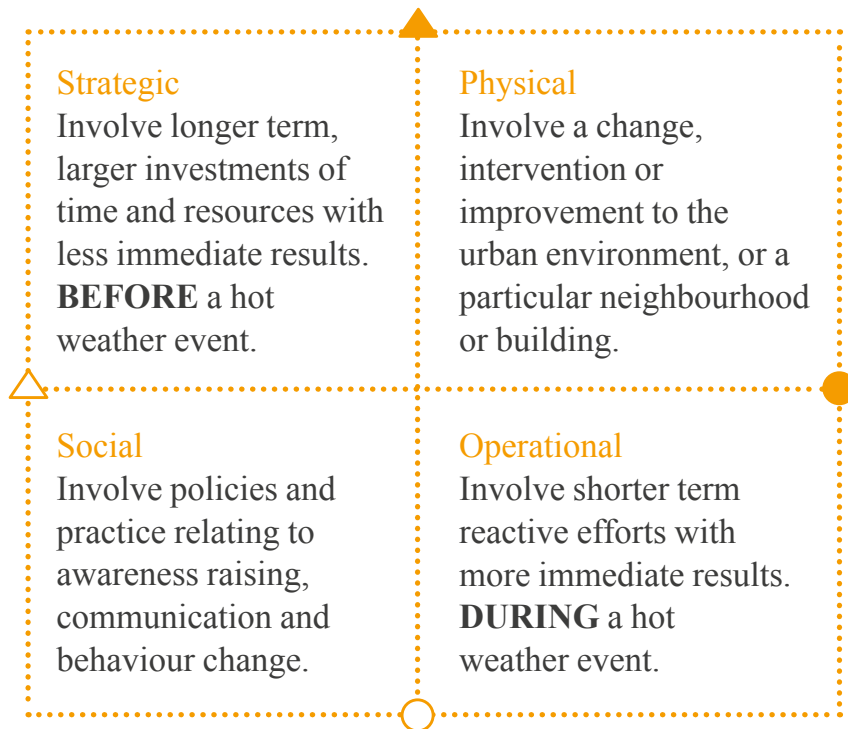 Strategic
Involve longer term,
larger investments of
time and resources with
less immediate results.
BEFORE a hot
weather event.
Physical
Involve a change,
intervention or
improvement to the
urban environment, or a
particular neighbourhood
or building.
Social
Involve policies and
practice relating to
awareness raising,
communication and
behaviour change.
Operational
Involve shorter term
reactive efforts with
more immediate results.
DURING a hot
weather event.